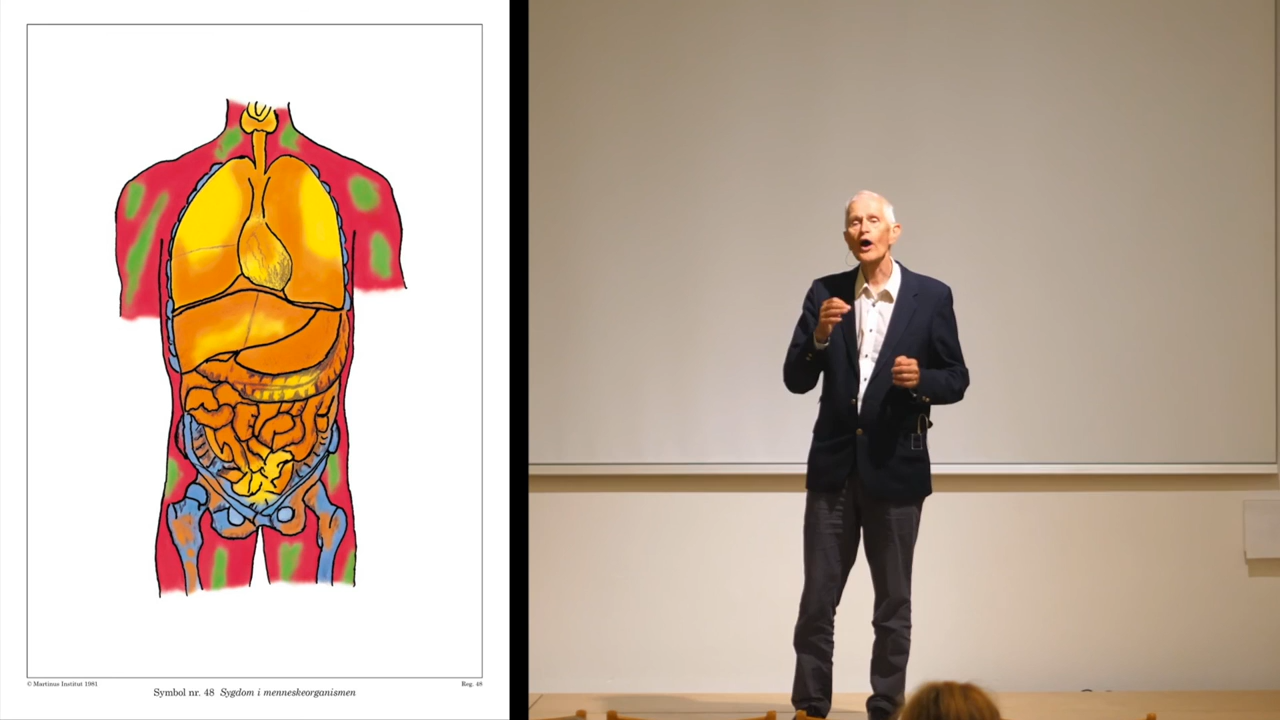 © Martinus Institut 1981
Reg. 48
Symbol nr. 48 Sygdom i menneskeorganismen